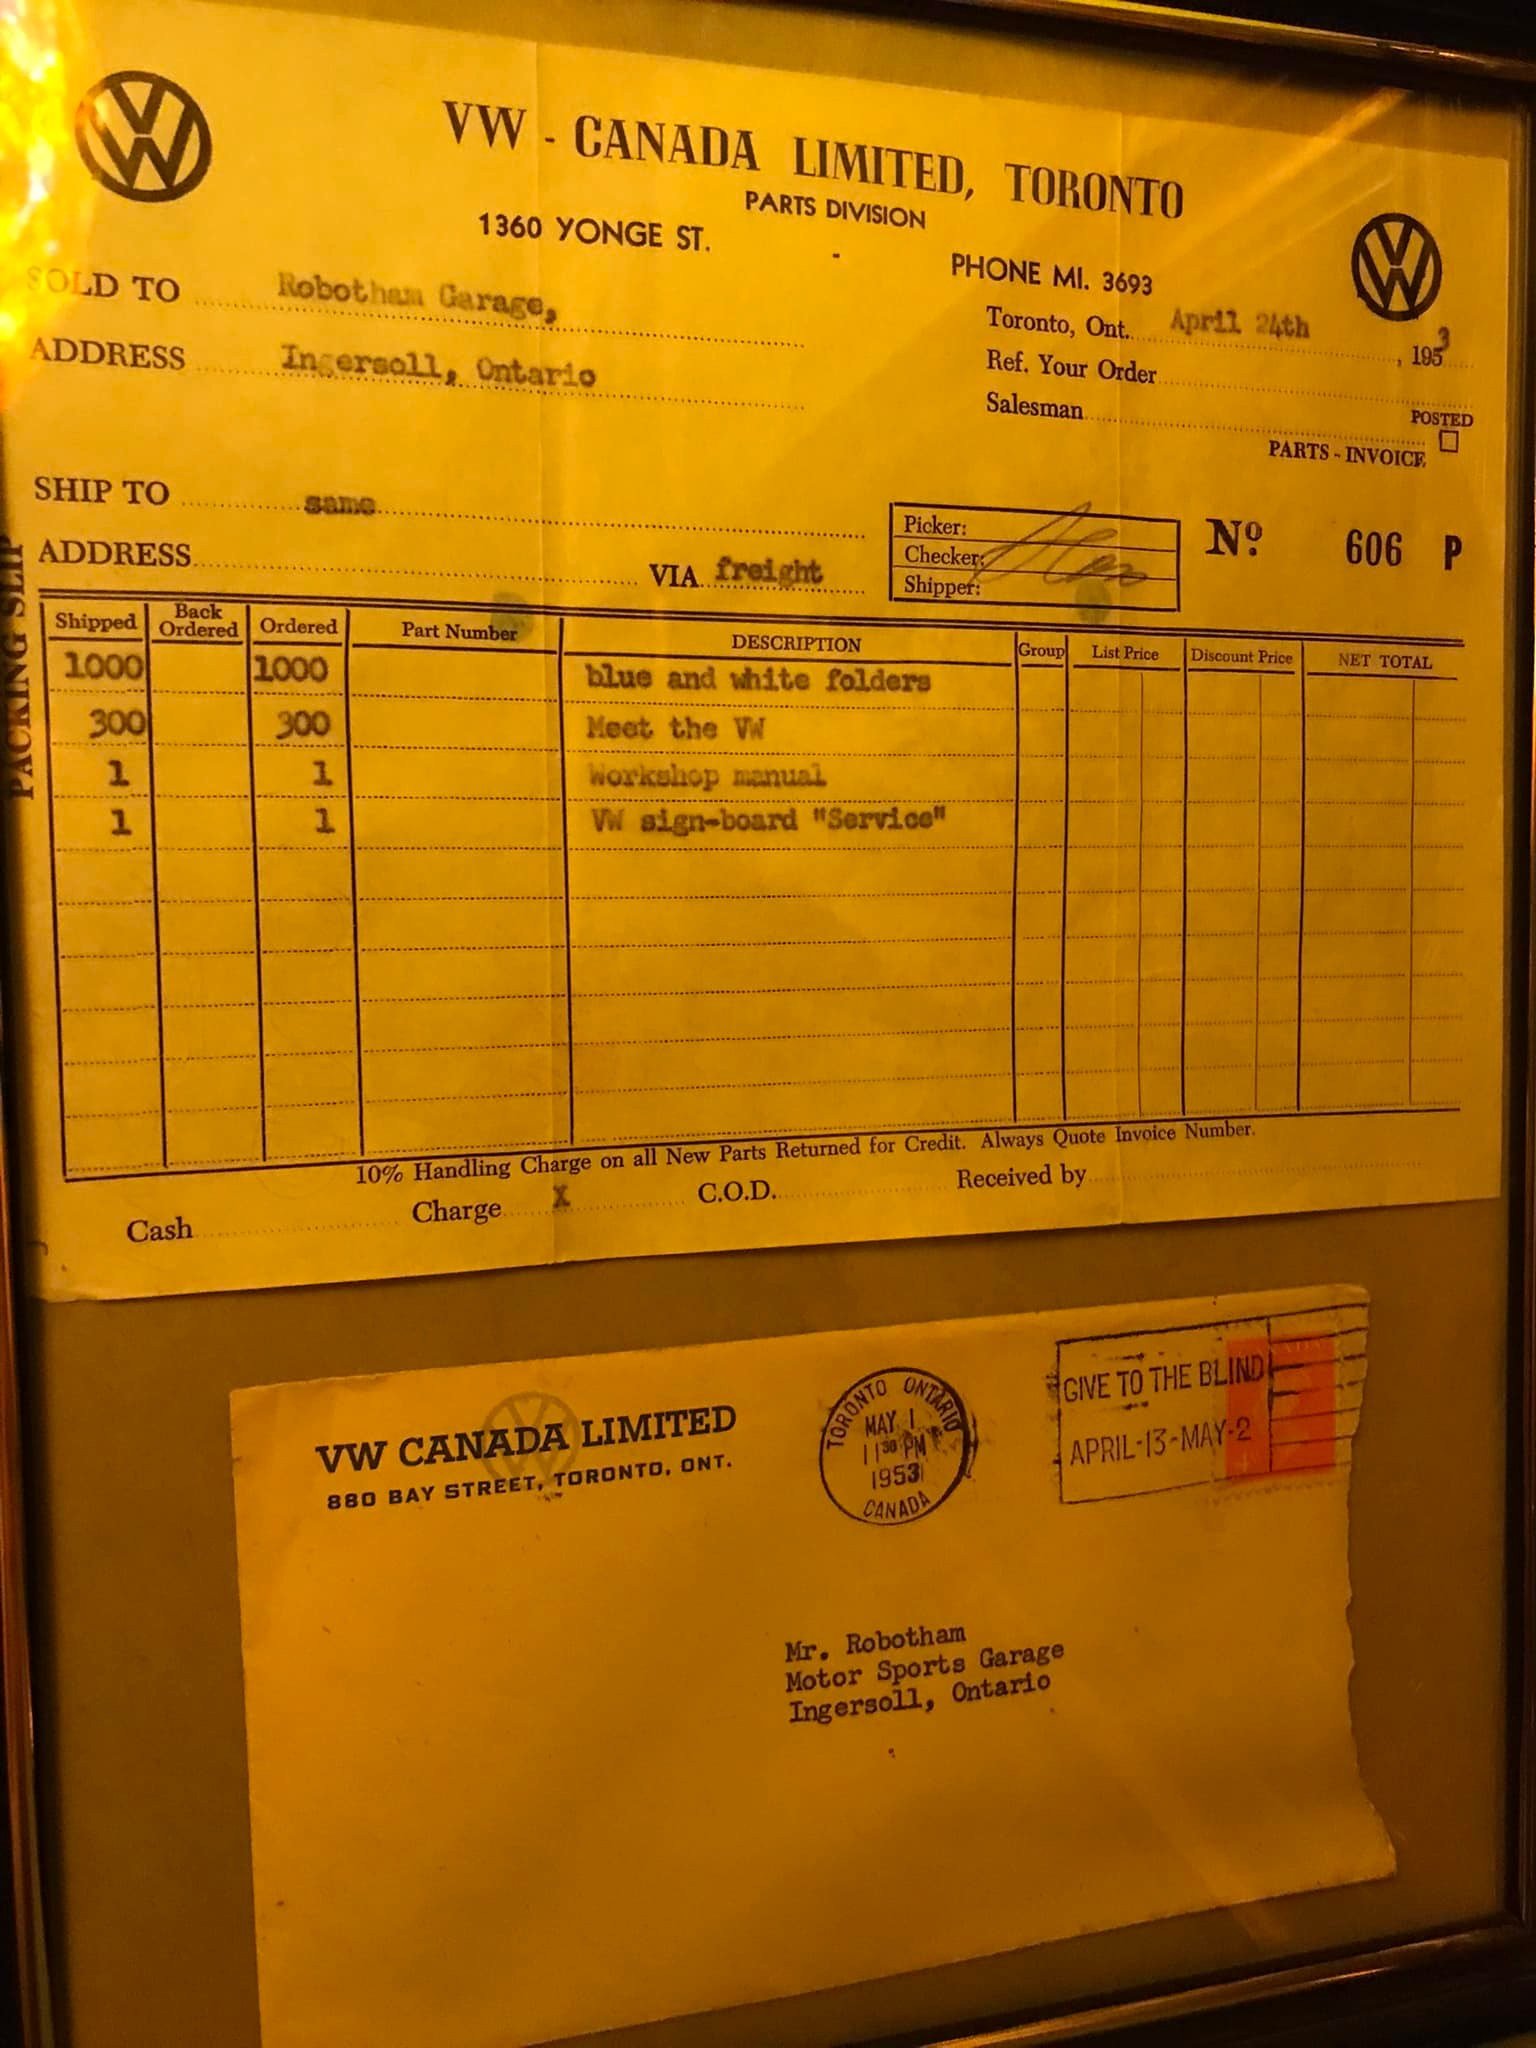 VW - CANADA LIMITED, TORONTO
PARTS DIVISION
1360 YONGE ST.
PHONE MI. 3693
SOLD TO Robotham Garage,
Toronto, Ont. April 24th, 1953
ADDRESS Ingersoll, Ontario
Ref. Your Order
Salesman
POSTED
PARTS - INVOICE
SHIP TO same
ADDRESS VIA freight
Picker:
Checker:
Shipper:
No. 606 P
PACKING SLIP
Shipped Back Ordered Ordered Part Number DESCRIPTION Group List Price Discount Price NET TOTAL
1000 1000 blue and white folders
300 300 Meet the VW
1 1 Workshop manual
1 1 VW sign-board "Service"
10% Handling Charge on all New Parts Returned for Credit. Always Quote Invoice Number.
Cash Charge X C.O.D. Received by
VW CANADA LIMITED
880 BAY STREET, TORONTO, ONT.
TORONTO ONTARIO
MAY 1
11 30 PM
1953
CANADA
GIVE TO THE BLIND
APRIL-13-MAY-2
Mr. Robotham
Motor Sports Garage
Ingersoll, Ontario